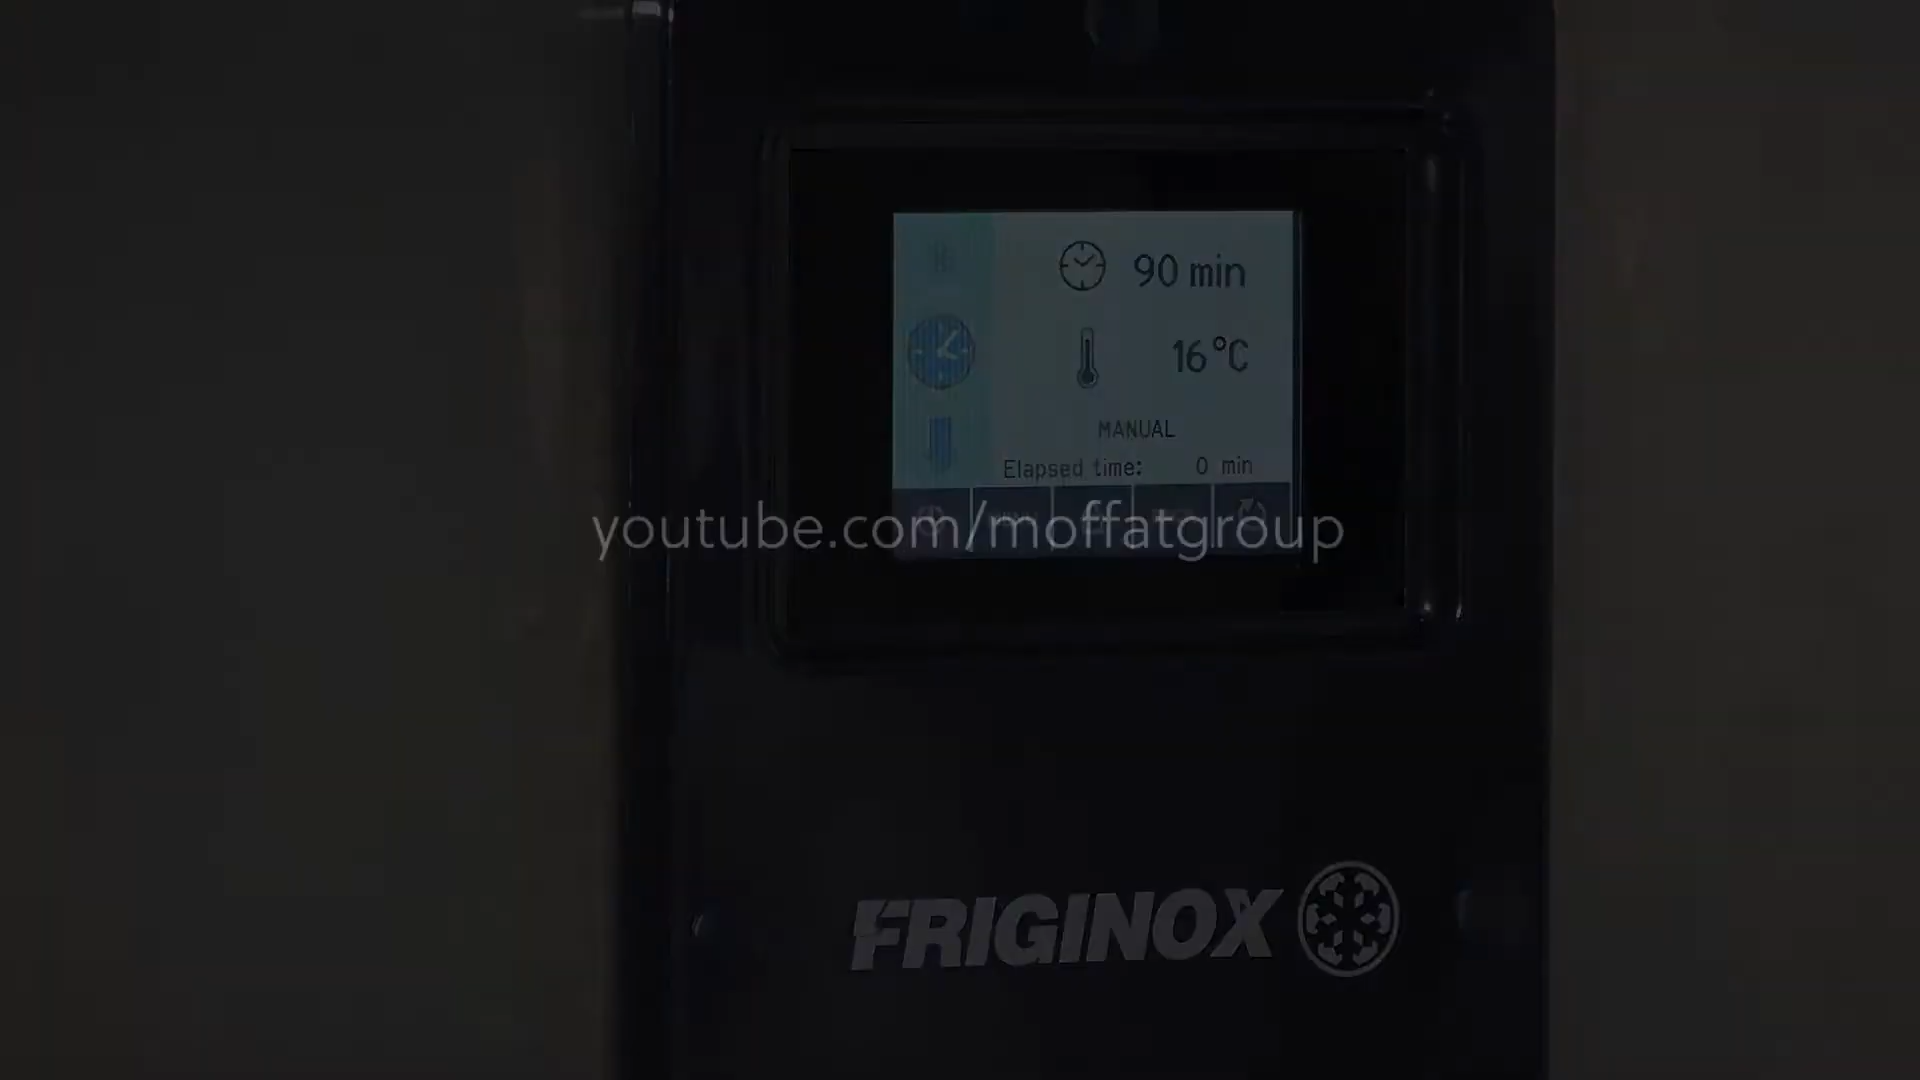 90 min
16°C
MANUAL
Elapsed time: 0 min
youtube.com/moffatgroup
FRIGINOX